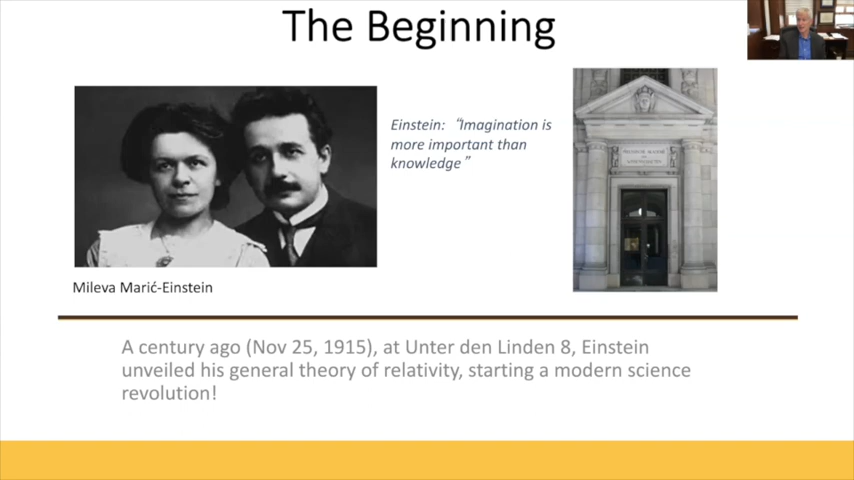 The Beginning
Einstein: “Imagination is
more important than
knowledge”
Mileva Marić-Einstein
A century ago (Nov 25, 1915), at Unter den Linden 8, Einstein
unveiled his general theory of relativity, starting a modern science
revolution!